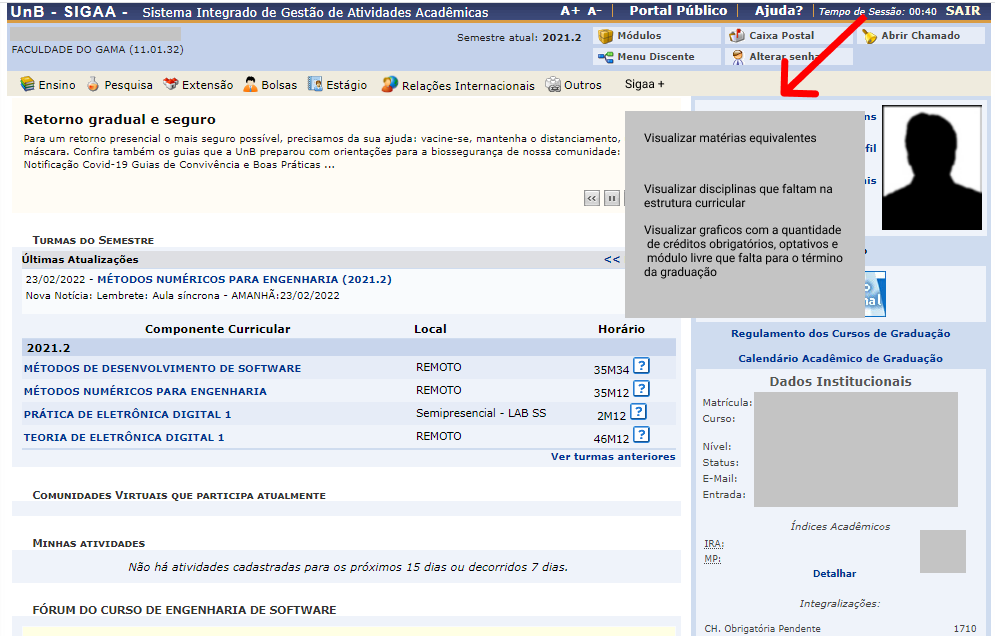 UnB - SIGAA - Sistema Integrado de Gestão de Atividades Acadêmicas A+ A- Portal Público Ajuda? Tempo de Sessão: 00:40 SAIR
FACULDADE DO GAMA (11.01.32)
Semestre atual: 2021.2
Módulos
Caixa Postal
Abrir Chamado
Menu Discente
Alterar senha
Ensino Pesquisa Extensão Bolsas Estágio Relações Internacionais Outros Sigaa +
Retorno gradual e seguro
Para um retorno presencial o mais seguro possível, precisamos da sua ajuda: vacine-se, mantenha o distanciamento,
máscara. Confira também os guias que a UnB preparou com orientações para a biossegurança de nossa comunidade:
Notificação Covid-19 Guias de Convivência e Boas Práticas ...
<<
Visualizar matérias equivalentes
Visualizar disciplinas que faltam na
estrutura curricular
Visualizar graficos com a quantidade
de créditos obrigatórios, optativos e
módulo livre que falta para o término
da graduação
ns
fil
is
TURMAS DO SEMESTRE
Últimas Atualizações <<
23/02/2022 - MÉTODOS NUMÉRICOS PARA ENGENHARIA (2021.2)
Nova Notícia: Lembrete: Aula síncrona - AMANHÃ:23/02/2022
Componente Curricular Local Horário
2021.2
MÉTODOS DE DESENVOLVIMENTO DE SOFTWARE REMOTO 35M34 ?
MÉTODOS NUMÉRICOS PARA ENGENHARIA REMOTO 35M12 ?
PRÁTICA DE ELETRÔNICA DIGITAL 1 Semipresencial - LAB SS 2M12 ?
TEORIA DE ELETRÔNICA DIGITAL 1 REMOTO 46M12 ?
Ver turmas anteriores
COMUNIDADES VIRTUAIS QUE PARTICIPA ATUALMENTE
MINHAS ATIVIDADES
Não há atividades cadastradas para os próximos 15 dias ou decorridos 7 dias.
FÓRUM DO CURSO DE ENGENHARIA DE SOFTWARE
Regulamento dos Cursos de Graduação
Calendário Acadêmico de Graduação
Dados Institucionais
Matrícula:
Curso:
Nível:
Status:
E-Mail:
Entrada:
Índices Acadêmicos
IRA:
MP:
Detalhar
Integralizações:
CH. Obrigatória Pendente 1710